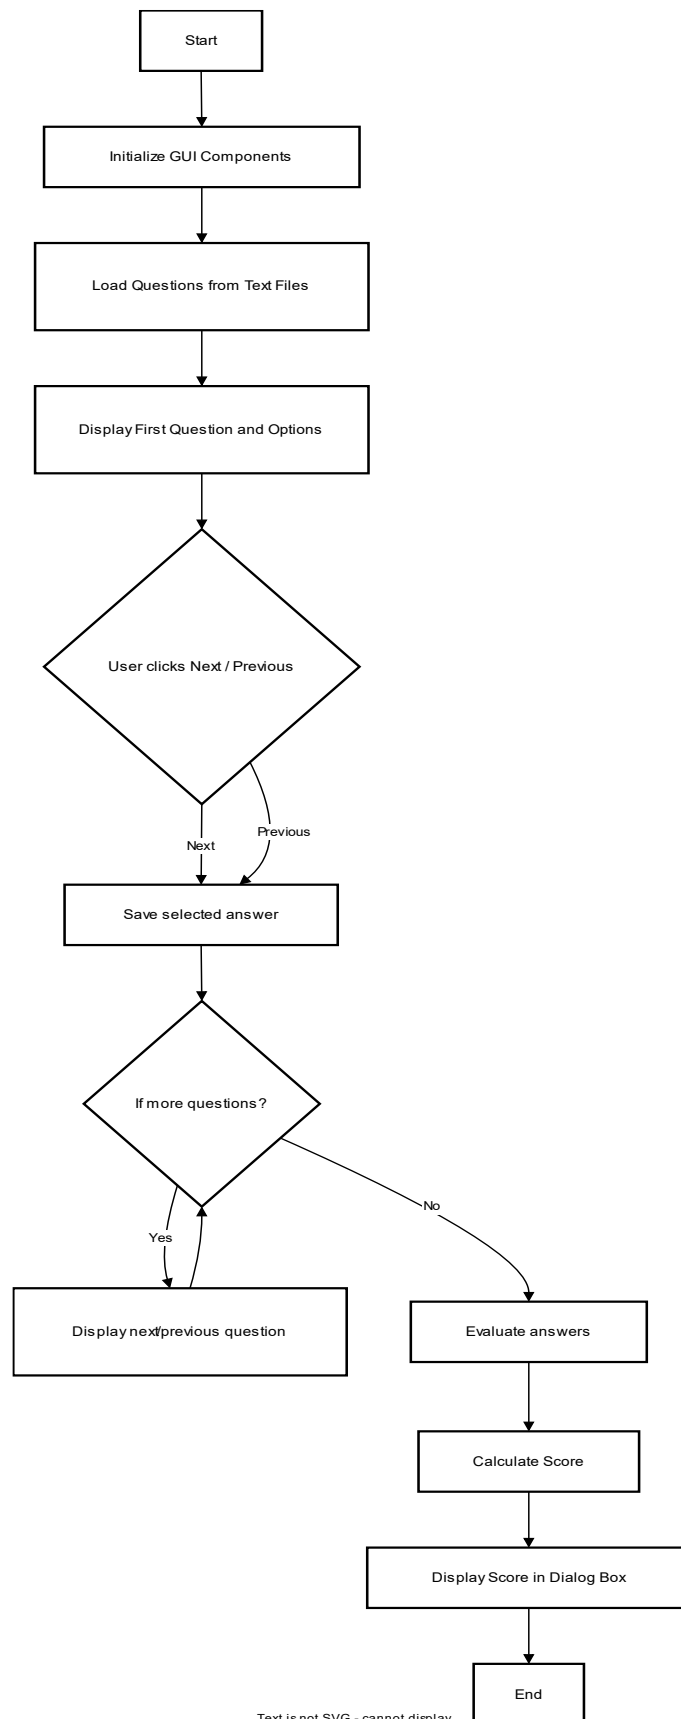 Start
Initialize GUI Components
Load Questions from Text Files
Display First Question and Options
User clicks Next / Previous
Previous
Next
Save selected answer
If more questions?
No
Yes
Display next/previous question
Evaluate answers
Calculate Score
Display Score in Dialog Box
End
Text is not SVG - cannot display